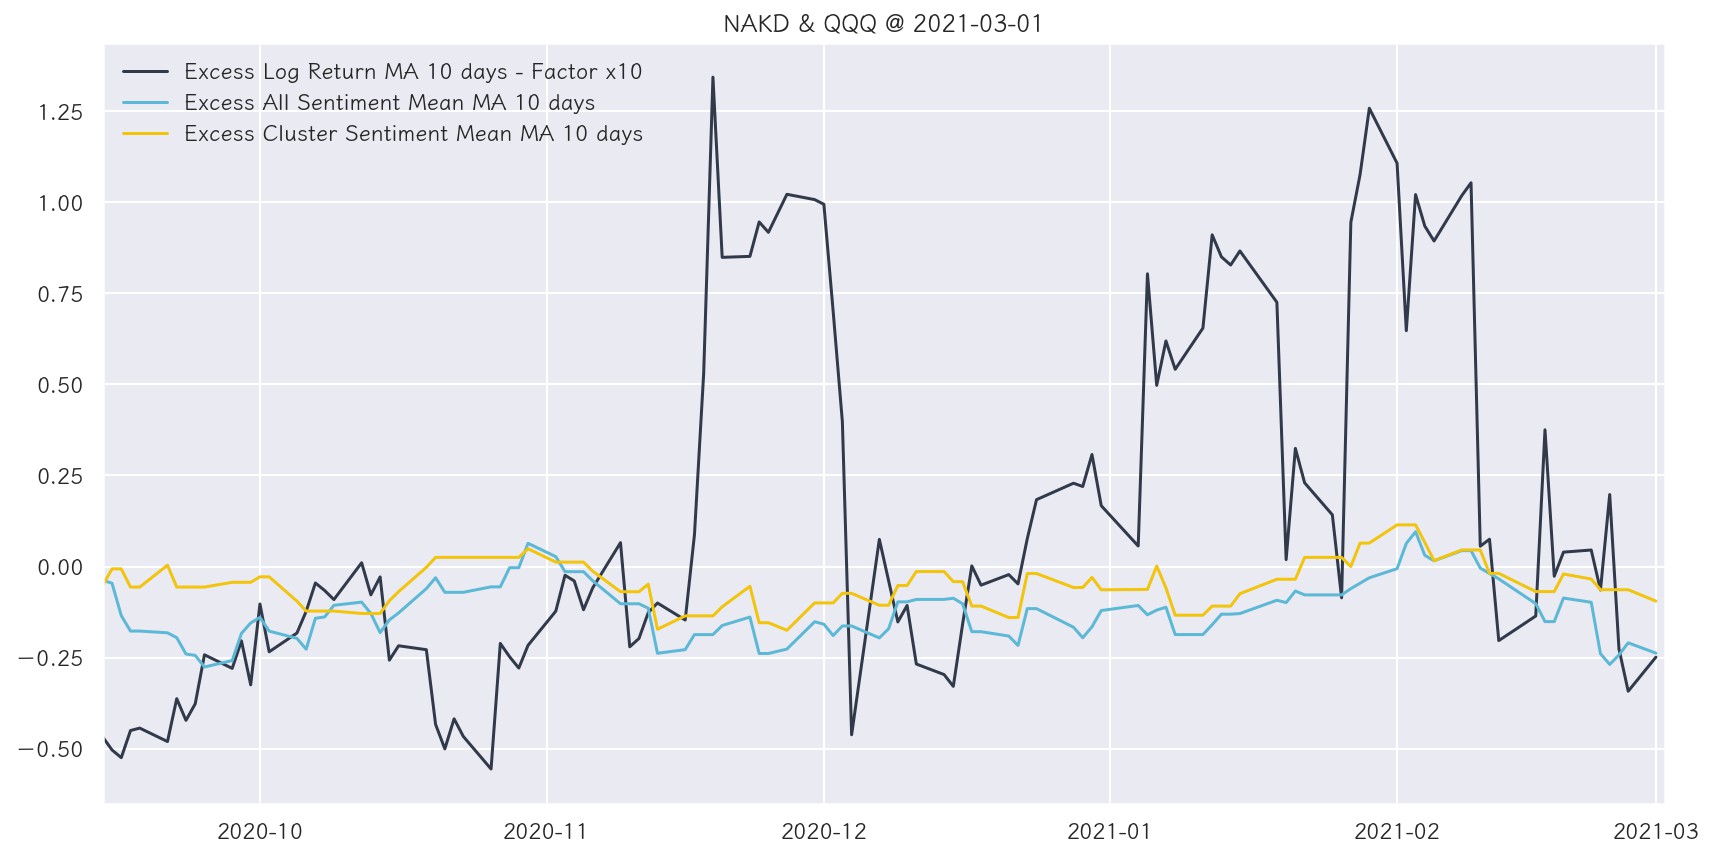 NAKD & QQQ @ 2021-03-01
Excess Log Return MA 10 days - Factor x10
Excess All Sentiment Mean MA 10 days
Excess Cluster Sentiment Mean MA 10 days
1.25
1.00
0.75
0.50
0.25
0.00
−0.25
−0.50
2020-10 2020-11 2020-12 2021-01 2021-02 2021-03